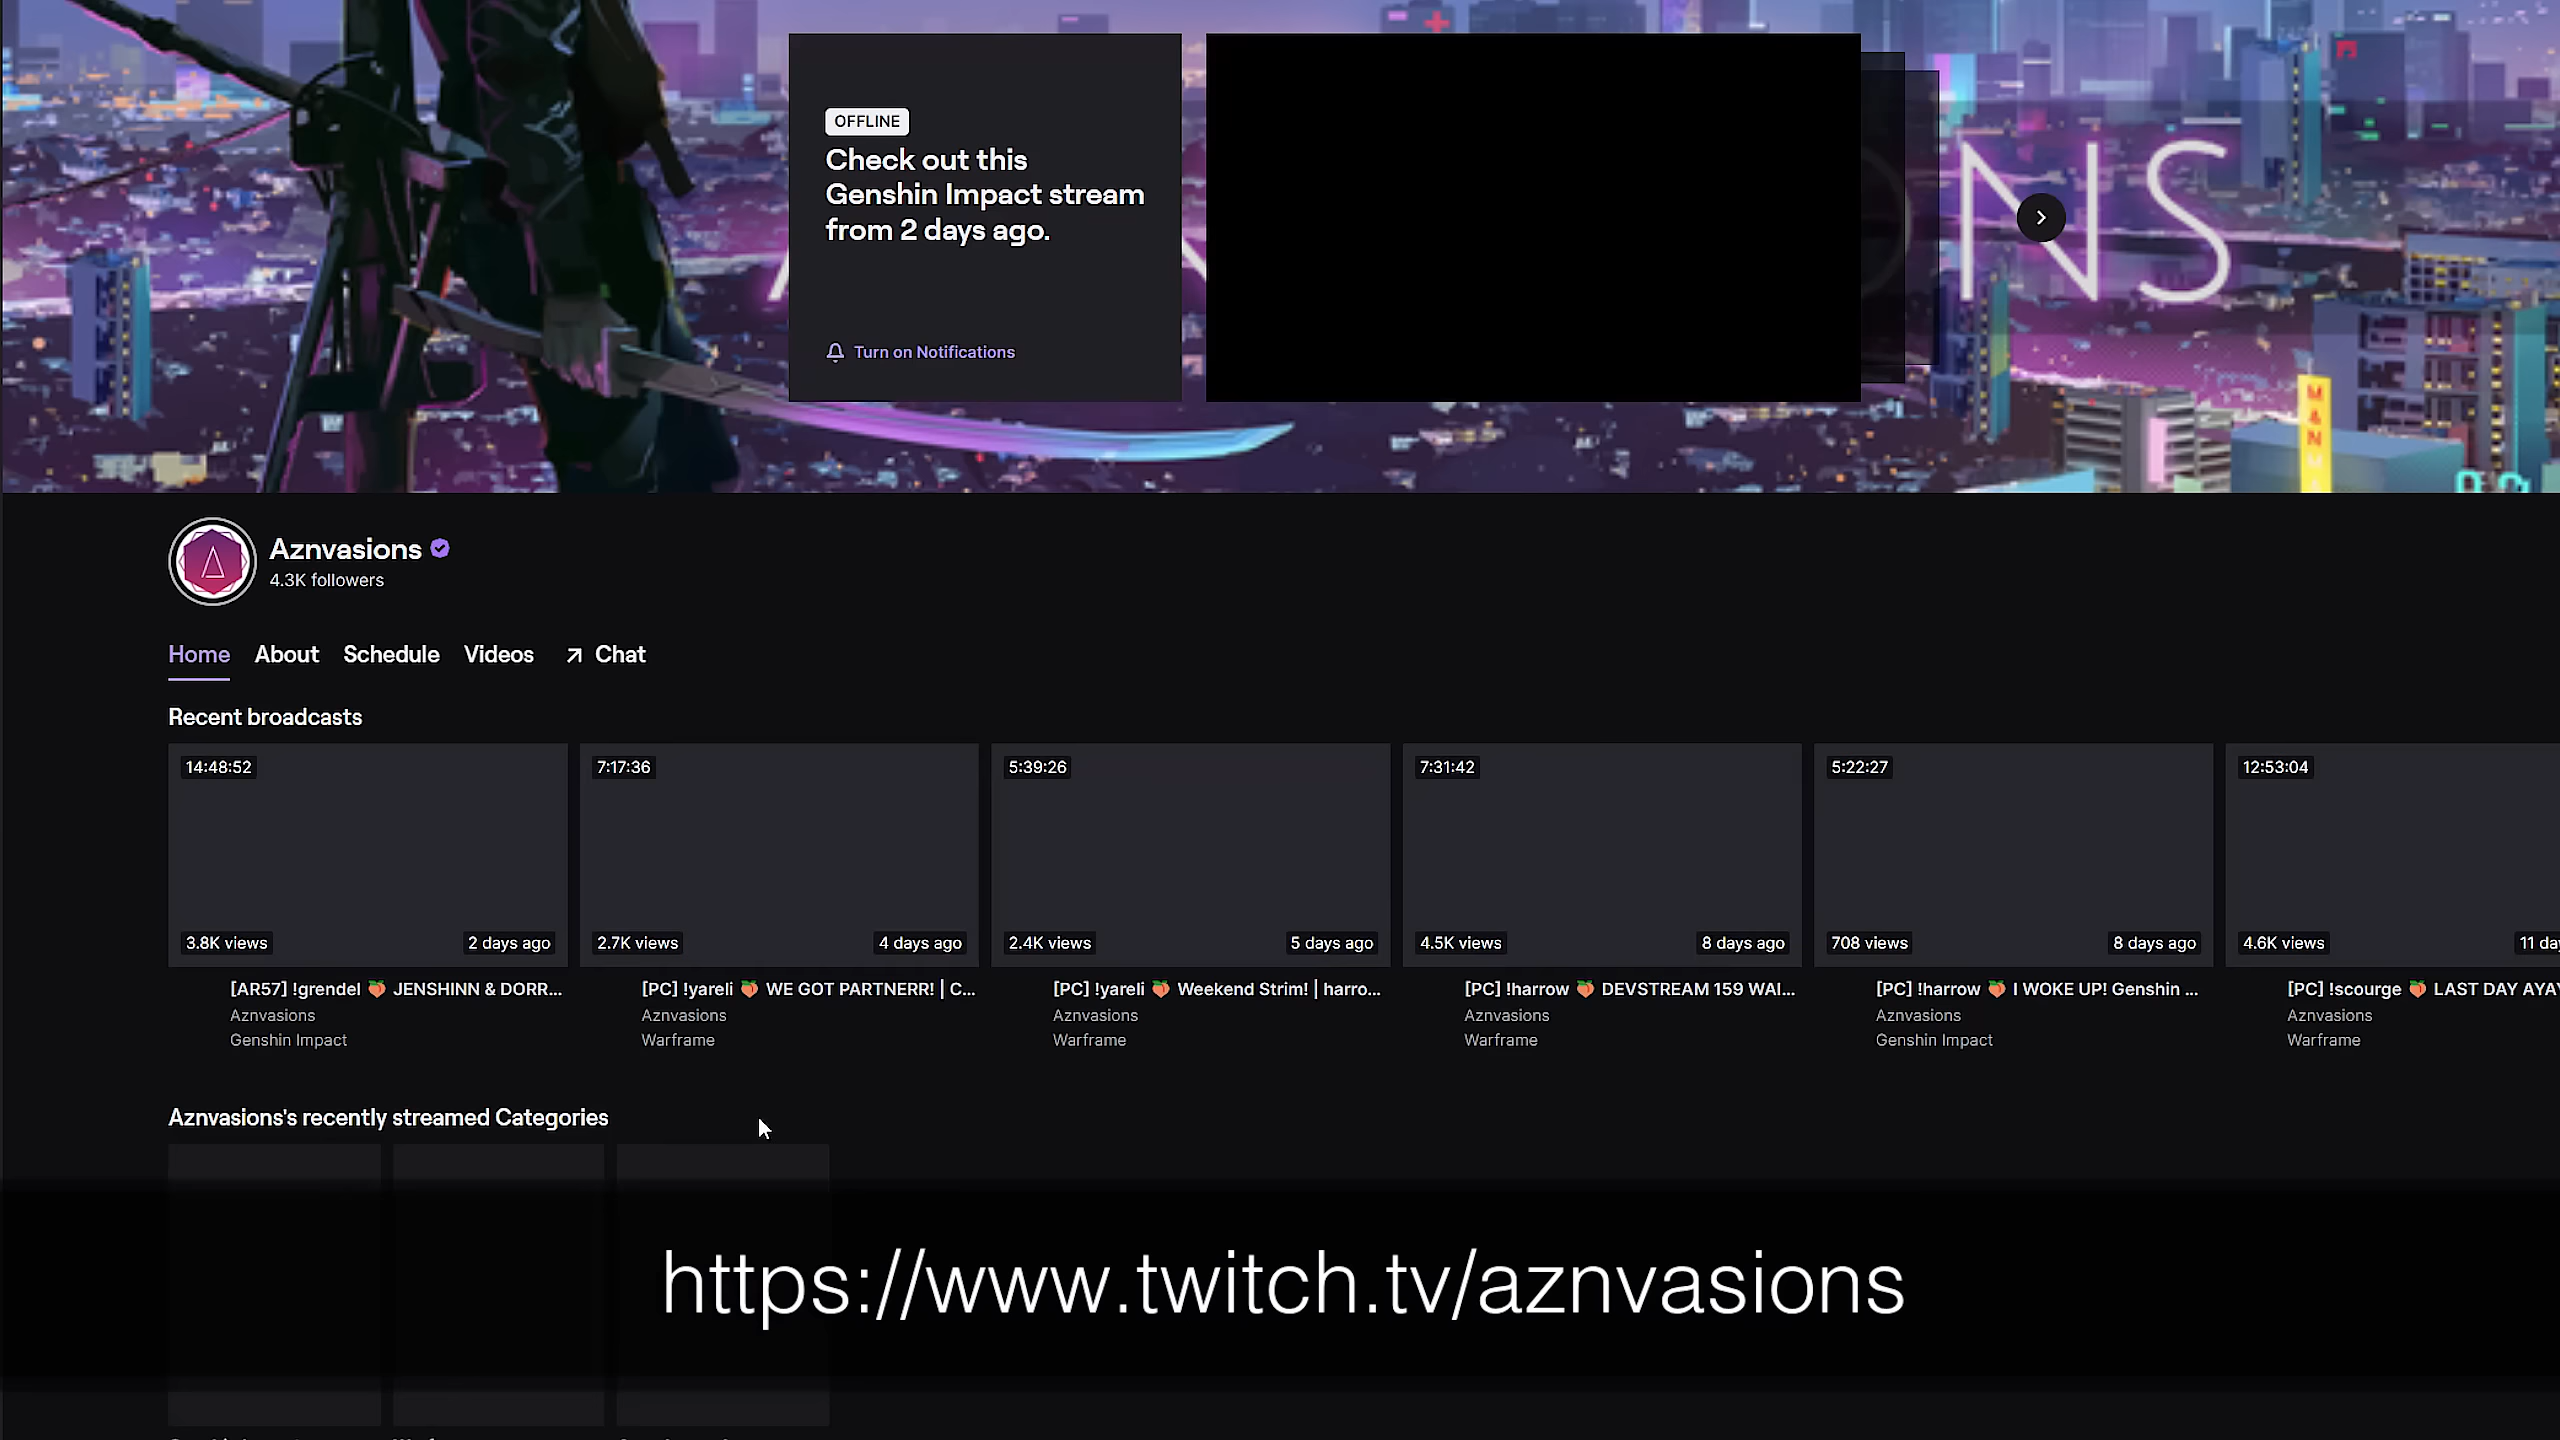 OFFLINE
Check out this
Genshin Impact stream
from 2 days ago.
Turn on Notifications
NS
MAN
Aznvasions
4.3K followers
Home About Schedule Videos Chat
Recent broadcasts
14:48:52 7:17:36 5:39:26 7:31:42 5:22:27 12:53:04
3.8K views 2 days ago 2.7K views 4 days ago 2.4K views 5 days ago 4.5K views 8 days ago 708 views 8 days ago 4.6K views 11 da
[AR57] !grendel 🍑 JENSHINN & DORR... [PC] !yareli 🍑 WE GOT PARTNERR! | C... [PC] !yareli 🍑 Weekend Strim! | harro... [PC] !harrow 🍑 DEVSTREAM 159 WAI... [PC] !harrow 🍑 I WOKE UP! Genshin ... [PC] !scourge 🍑 LAST DAY AYAY
Aznvasions Aznvasions Aznvasions Aznvasions Aznvasions Aznvasions
Genshin Impact Warframe Warframe Warframe Genshin Impact Warframe
Aznvasions's recently streamed Categories
https://www.twitch.tv/aznvasions